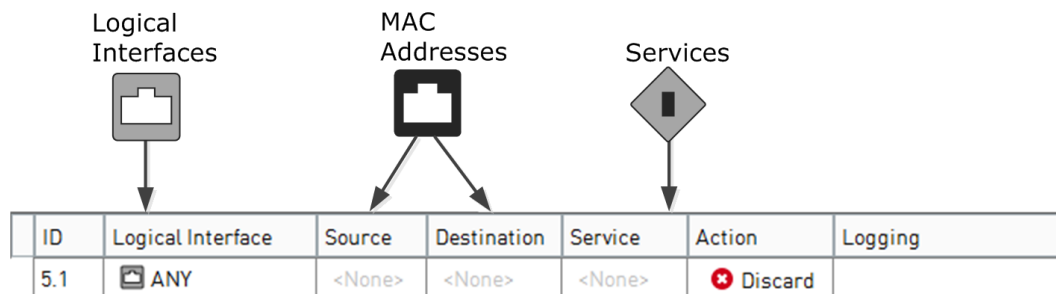 Logical
Interfaces
MAC
Addresses
Services
ID Logical Interface Source Destination Service Action Logging
5.1 ANY <None> <None> <None> Discard